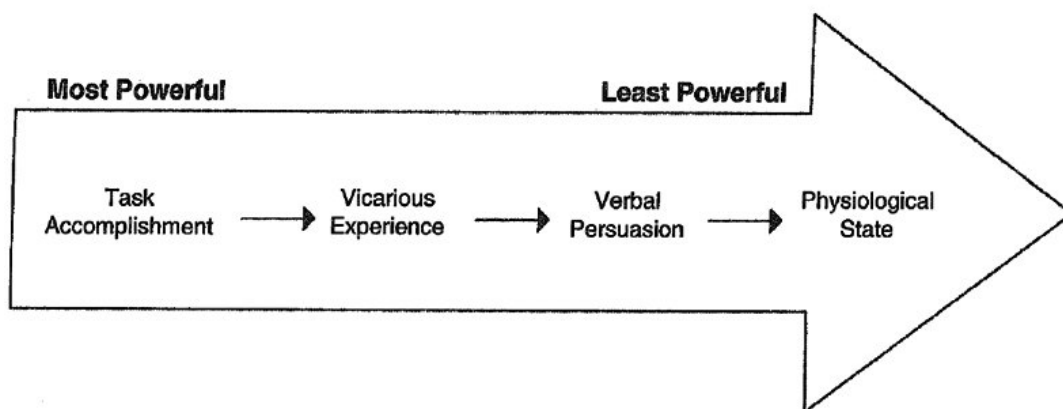 Most Powerful
Least Powerful
Task
Accomplishment
Vicarious
Experience
Verbal
Persuasion
Physiological
State